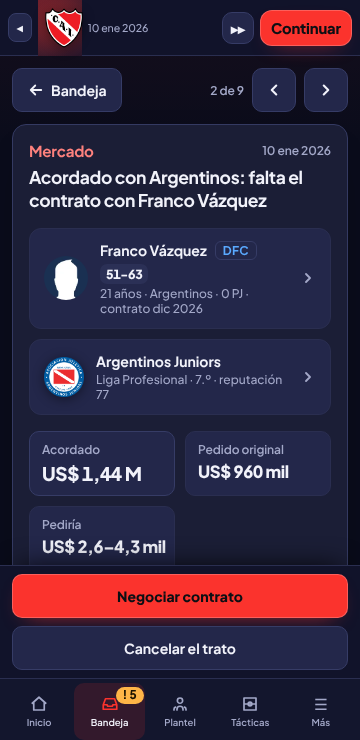 10 ene 2026
Continuar
Bandeja
2 de 9
Mercado
10 ene 2026
Acordado con Argentinos: falta el
contrato con Franco Vázquez
Franco Vázquez DFC
51–63
21 años · Argentinos · 0 PJ ·
contrato dic 2026
Argentinos Juniors
Liga Profesional · 7.º · reputación
77
Acordado
US$ 1,44 M
Pedido original
US$ 960 mil
Pediría
US$ 2,6–4,3 mil
Negociar contrato
Cancelar el trato
! 5
Inicio
Bandeja
Plantel
Tácticas
Más